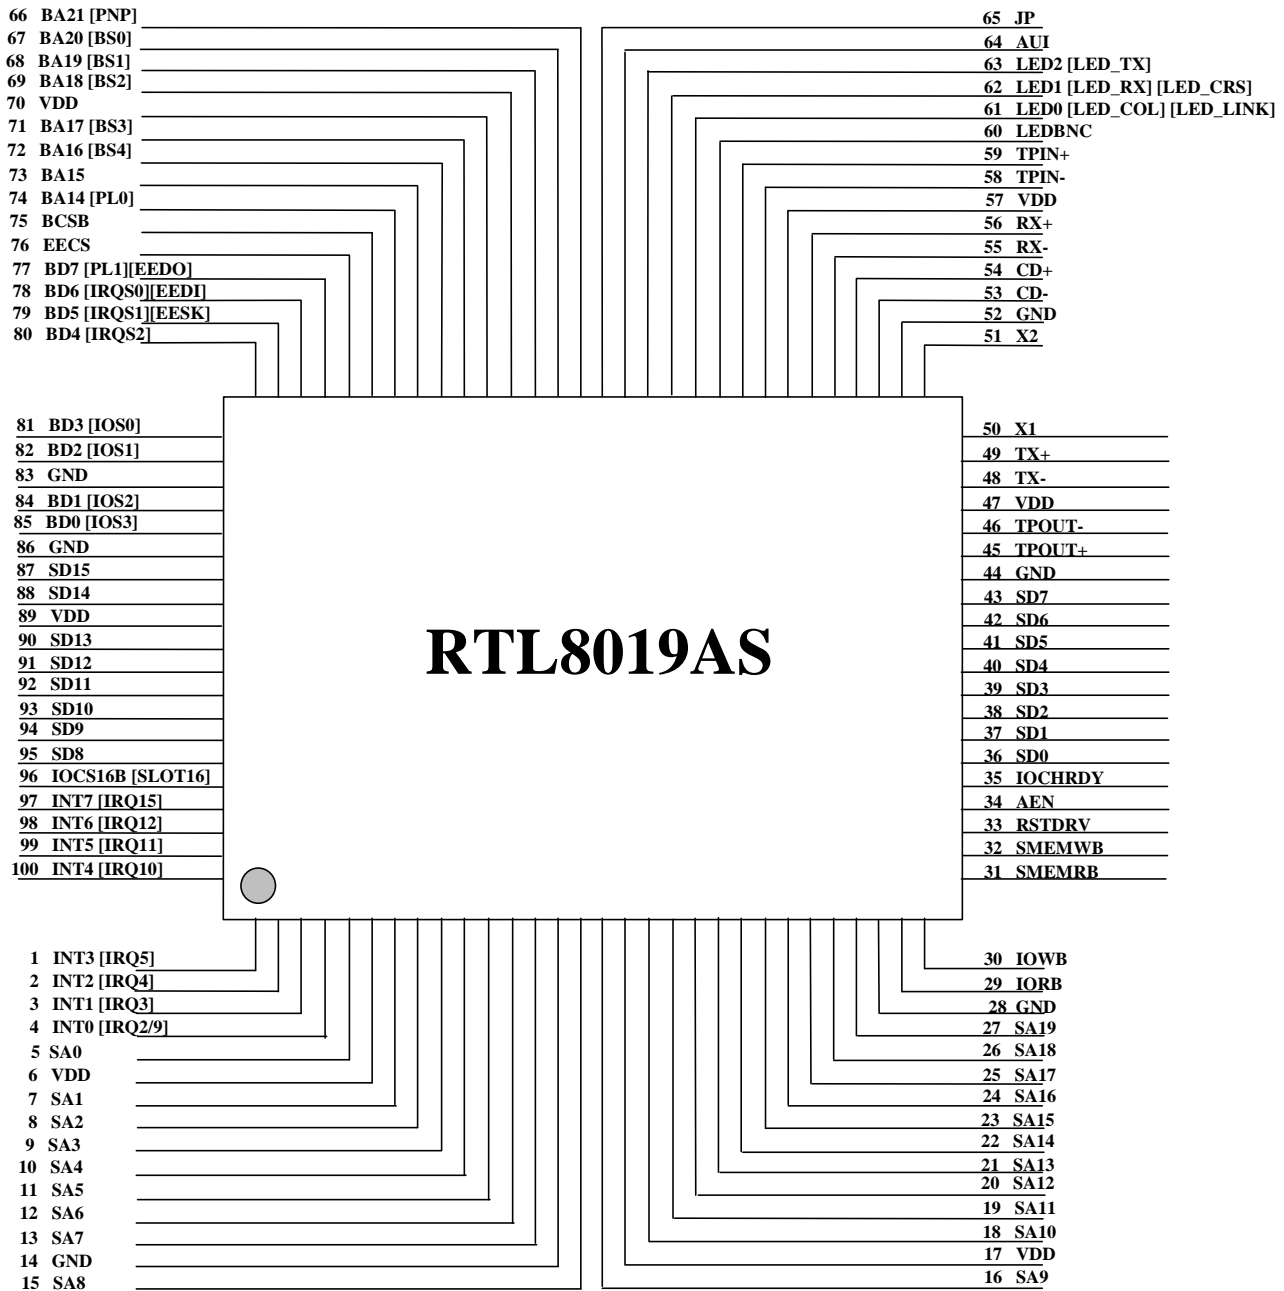 66 BA21 [PNP]
67 BA20 [BS0]
68 BA19 [BS1]
69 BA18 [BS2]
70 VDD
71 BA17 [BS3]
72 BA16 [BS4]
73 BA15
74 BA14 [PL0]
75 BCSB
76 EECS
77 BD7 [PL1][EEDO]
78 BD6 [IRQS0][EEDI]
79 BD5 [IRQS1][EESK]
80 BD4 [IRQS2]
65 JP
64 AUI
63 LED2 [LED_TX]
62 LED1 [LED_RX] [LED_CRS]
61 LED0 [LED_COL] [LED_LINK]
60 LEDBNC
59 TPIN+
58 TPIN-
57 VDD
56 RX+
55 RX-
54 CD+
53 CD-
52 GND
51 X2
81 BD3 [IOS0]
82 BD2 [IOS1]
83 GND
84 BD1 [IOS2]
85 BD0 [IOS3]
86 GND
87 SD15
88 SD14
89 VDD
90 SD13
91 SD12
92 SD11
93 SD10
94 SD9
95 SD8
96 IOCS16B [SLOT16]
97 INT7 [IRQ15]
98 INT6 [IRQ12]
99 INT5 [IRQ11]
100 INT4 [IRQ10]
RTL8019AS
50 X1
49 TX+
48 TX-
47 VDD
46 TPOUT-
45 TPOUT+
44 GND
43 SD7
42 SD6
41 SD5
40 SD4
39 SD3
38 SD2
37 SD1
36 SD0
35 IOCHRDY
34 AEN
33 RSTDRV
32 SMEMWB
31 SMEMRB
1 INT3 [IRQ5]
2 INT2 [IRQ4]
3 INT1 [IRQ3]
4 INT0 [IRQ2/9]
5 SA0
6 VDD
7 SA1
8 SA2
9 SA3
10 SA4
11 SA5
12 SA6
13 SA7
14 GND
15 SA8
30 IOWB
29 IORB
28 GND
27 SA19
26 SA18
25 SA17
24 SA16
23 SA15
22 SA14
21 SA13
20 SA12
19 SA11
18 SA10
17 VDD
16 SA9